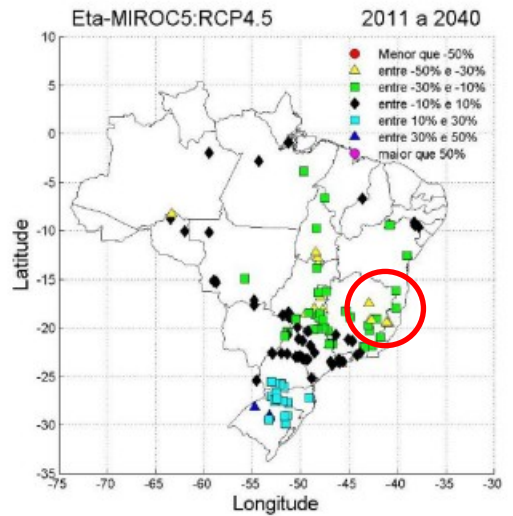 Eta-MIROC5:RCP4.5 2011 a 2040
Menor que -50%
entre -50% e -30%
entre -30% e -10%
entre -10% e 10%
entre 10% e 30%
entre 30% e 50%
maior que 50%
10
5
0
-5
-10
-15
-20
-25
-30
-35
Latitude
-75 -65 -60 -55 -50 -45 -40 -35 -30
Longitude